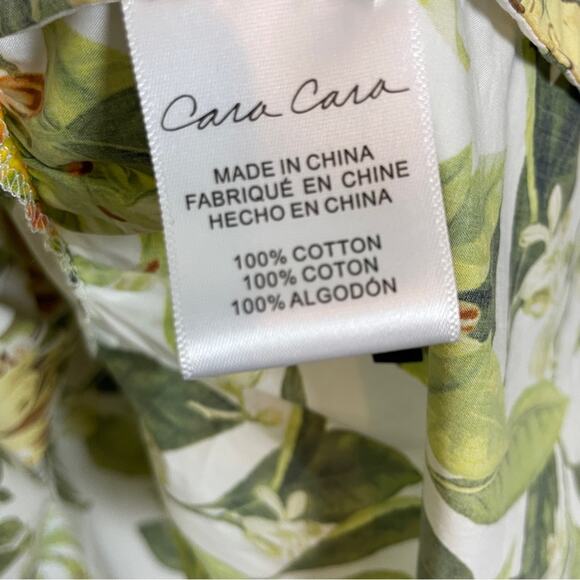 Cara Cara
MADE IN CHINA
FABRIQUÉ EN CHINE
HECHO EN CHINA
100% COTTON
100% COTON
100% ALGODÓN